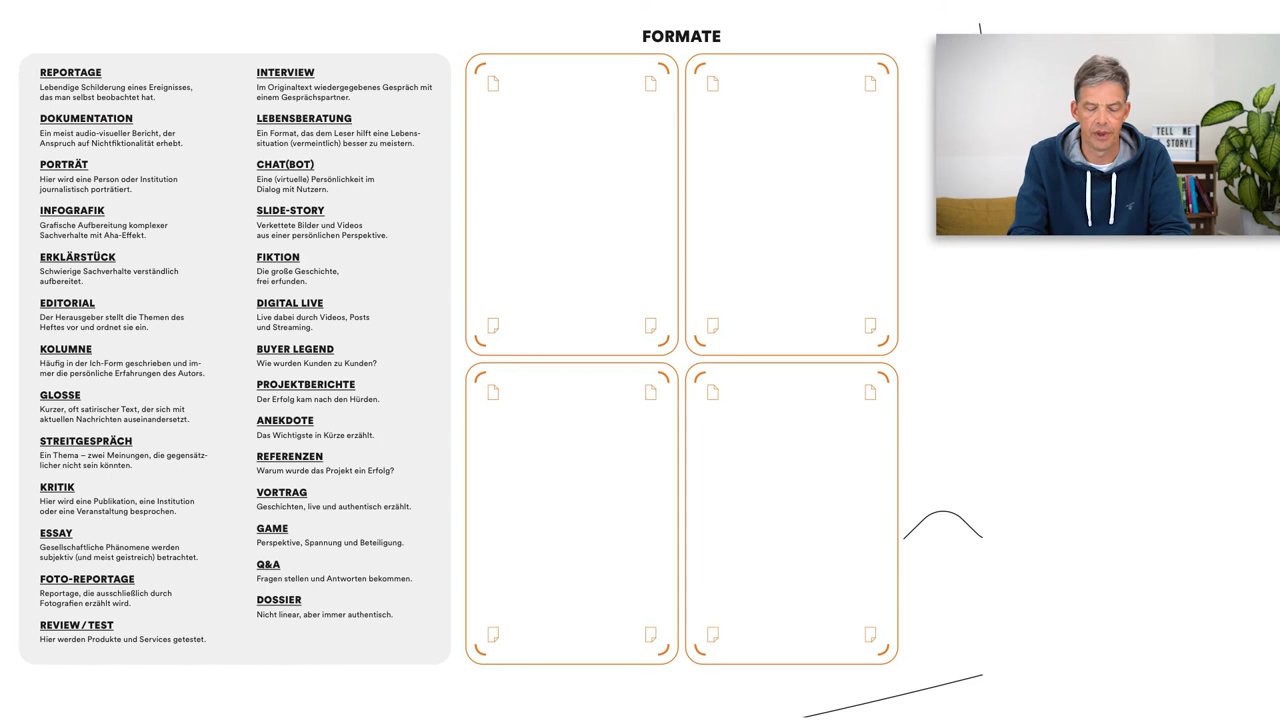 FORMATE
REPORTAGE
Lebendige Schilderung eines Ereignisses,
das man selbst beobachtet hat.
DOKUMENTATION
Ein meist audio-visueller Bericht, der
Anspruch auf Nichtfiktionalität erhebt.
PORTRÄT
Hier wird eine Person oder Institution
journalistisch porträtiert.
INFOGRAFIK
Grafische Aufbereitung komplexer
Sachverhalte mit Aha-Effekt.
ERKLÄRSTÜCK
Schwierige Sachverhalte verständlich
aufbereitet.
EDITORIAL
Der Herausgeber stellt die Themen des
Heftes vor und ordnet sie ein.
KOLUMNE
Häufig in der Ich-Form geschrieben und im-
mer die persönliche Erfahrungen des Autors.
GLOSSE
Kurzer, oft satirischer Text, der sich mit
aktuellen Nachrichten auseinandersetzt.
STREITGESPRÄCH
Ein Thema – zwei Meinungen, die gegensätz-
licher nicht sein könnten.
KRITIK
Hier wird eine Publikation, eine Institution
oder eine Veranstaltung besprochen.
ESSAY
Gesellschaftliche Phänomene werden
subjektiv (und meist geistreich) betrachtet.
FOTO-REPORTAGE
Reportage, die ausschließlich durch
Fotografien erzählt wird.
REVIEW/TEST
Hier werden Produkte und Services getestet.
INTERVIEW
Im Originaltext wiedergegebenes Gespräch mit
einem Gesprächspartner.
LEBENSBERATUNG
Ein Format, das dem Leser hilft eine Lebens-
situation (vermeintlich) besser zu meistern.
CHAT(BOT)
Eine (virtuelle) Persönlichkeit im
Dialog mit Nutzern.
SLIDE-STORY
Verkettete Bilder und Videos
aus einer persönlichen Perspektive.
FIKTION
Die große Geschichte,
frei erfunden.
DIGITAL LIVE
Live dabei durch Videos, Posts
und Streaming.
BUYER LEGEND
Wie wurden Kunden zu Kunden?
PROJEKTBERICHTE
Der Erfolg kam nach den Hürden.
ANEKDOTE
Das Wichtigste in Kürze erzählt.
REFERENZEN
Warum wurde das Projekt ein Erfolg?
VORTRAG
Geschichten, live und authentisch erzählt.
GAME
Perspektive, Spannung und Beteiligung.
Q&A
Fragen stellen und Antworten bekommen.
DOSSIER
Nicht linear, aber immer authentisch.
TELL ME
STORY!